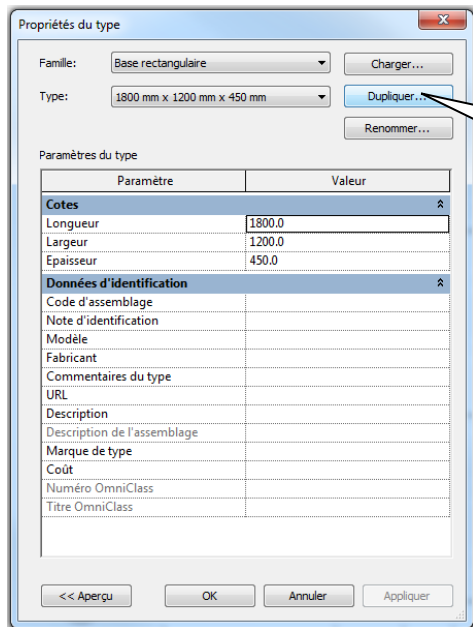 Propriétés du type
Famille: Base rectangulaire Charger...
Type: 1800 mm x 1200 mm x 450 mm Dupliquer...
Renommer...
Paramètres du type
Paramètre Valeur
Cotes
Longueur 1800.0
Largeur 1200.0
Epaisseur 450.0
Données d'identification
Code d'assemblage
Note d'identification
Modèle
Fabricant
Commentaires du type
URL
Description
Description de l'assemblage
Marque de type
Coût
Numéro OmniClass
Titre OmniClass
<< Aperçu OK Annuler Appliquer